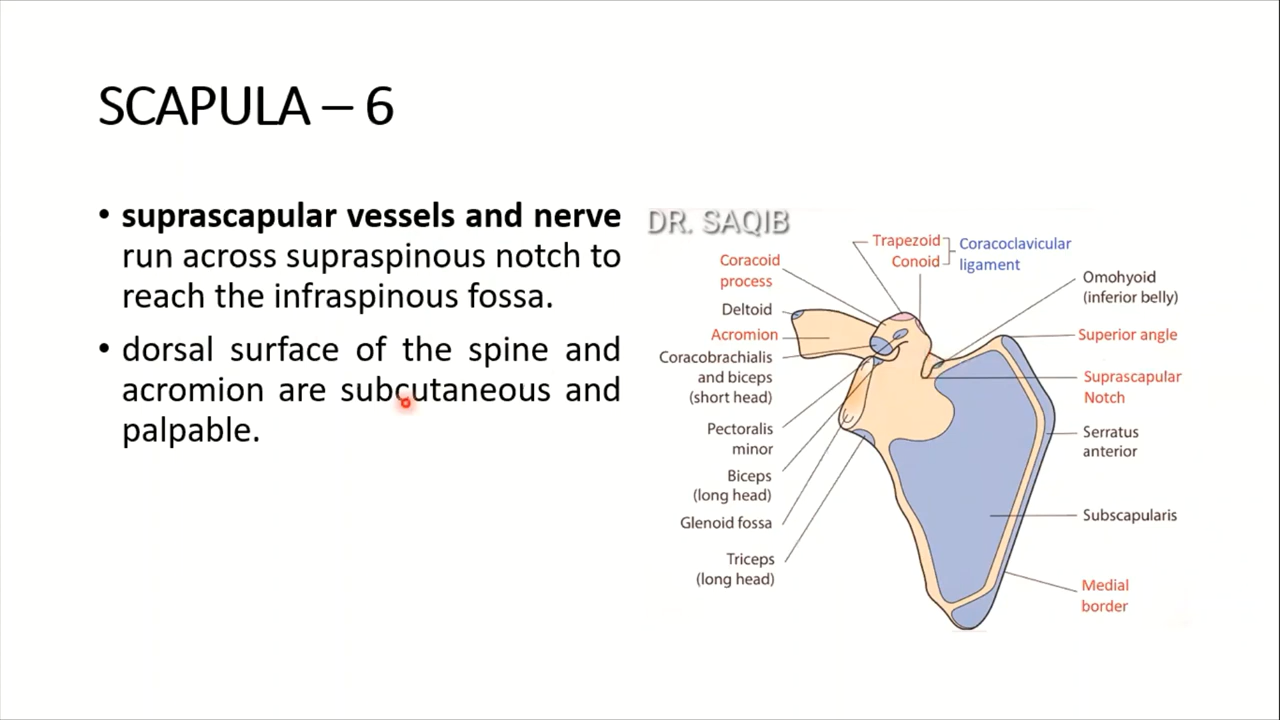 SCAPULA – 6
• suprascapular vessels and nerve
run across supraspinous notch to
reach the infraspinous fossa.
• dorsal surface of the spine and
acromion are subcutaneous and
palpable.
DR. SAQIB
Trapezoid
Conoid
Coracoclavicular
ligament
Coracoid
process
Deltoid
Acromion
Coracobrachialis
and biceps
(short head)
Pectoralis
minor
Biceps
(long head)
Glenoid fossa
Triceps
(long head)
Omohyoid
(inferior belly)
Superior angle
Suprascapular
Notch
Serratus
anterior
Subscapularis
Medial
border